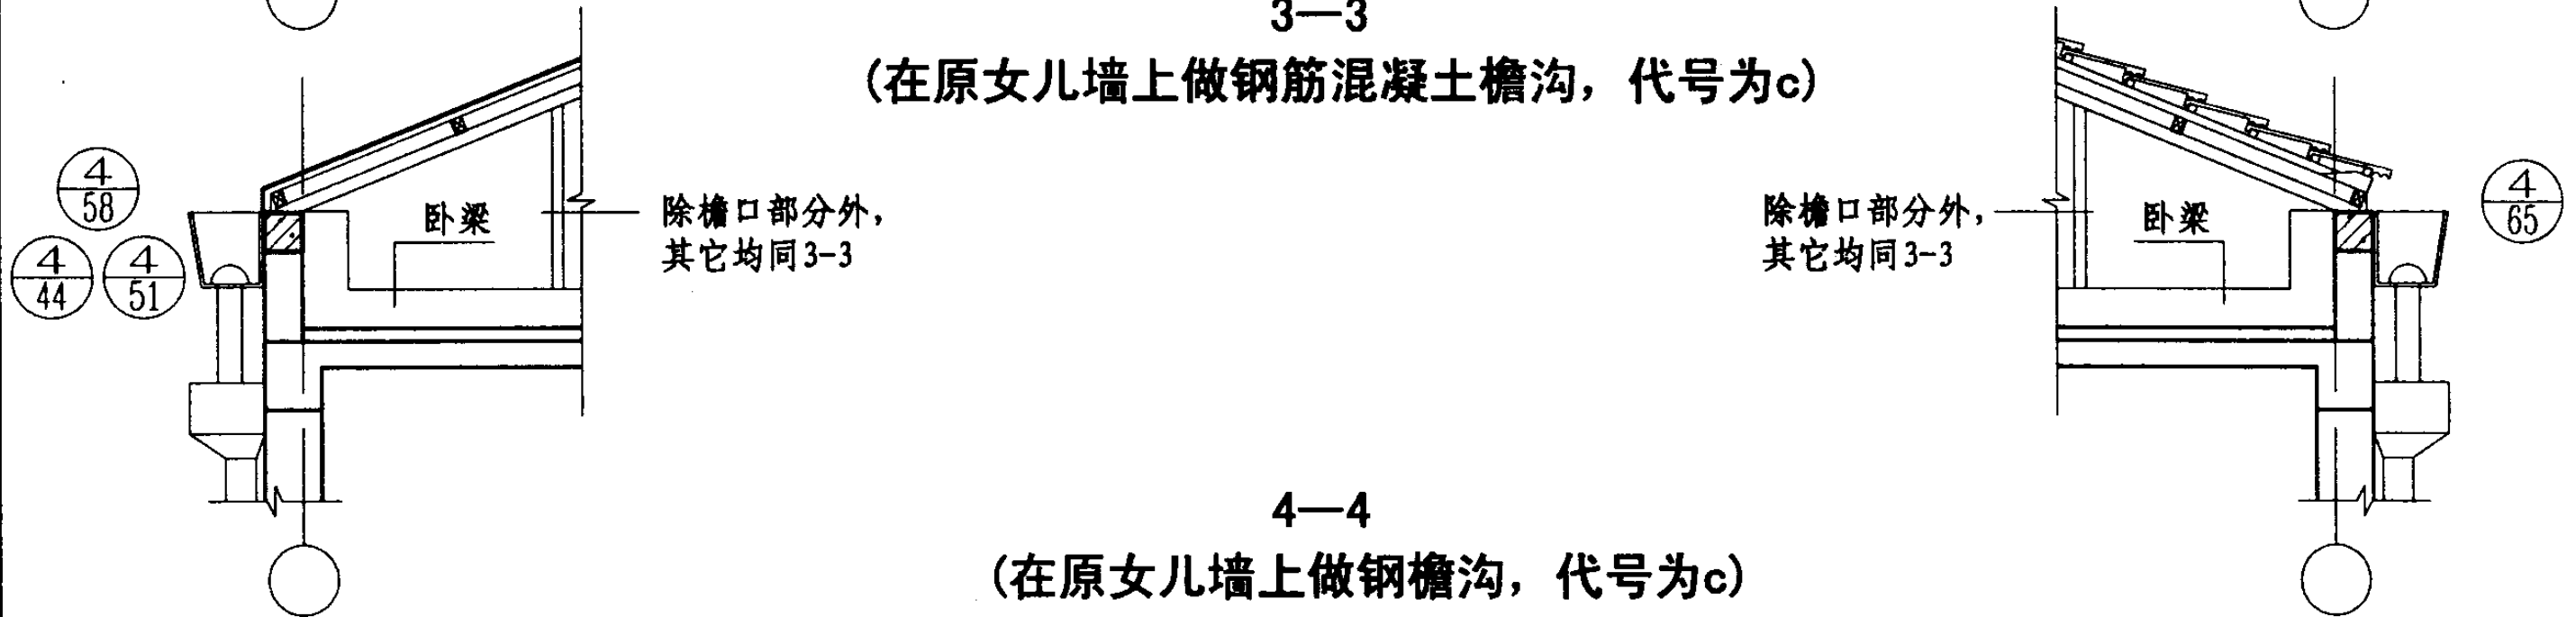 3—3
(在原女儿墙上做钢筋混凝土檐沟，代号为c)
4
58
4
44
4
51
卧梁
除檐口部分外，
其它均同3-3
除檐口部分外，
其它均同3-3
卧梁
4
65
4—4
(在原女儿墙上做钢檐沟，代号为c)